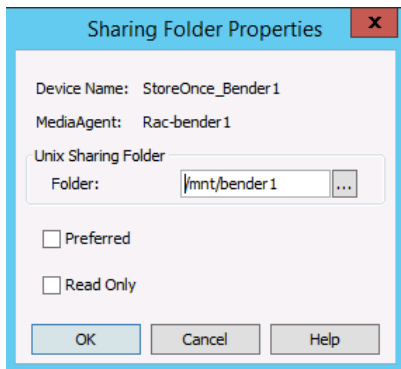 Sharing Folder Properties
x
Device Name: StoreOnce_Bender1
MediaAgent: Rac-bender1
Unix Sharing Folder
Folder: /mnt/bender1 ...
Preferred
Read Only
OK Cancel Help